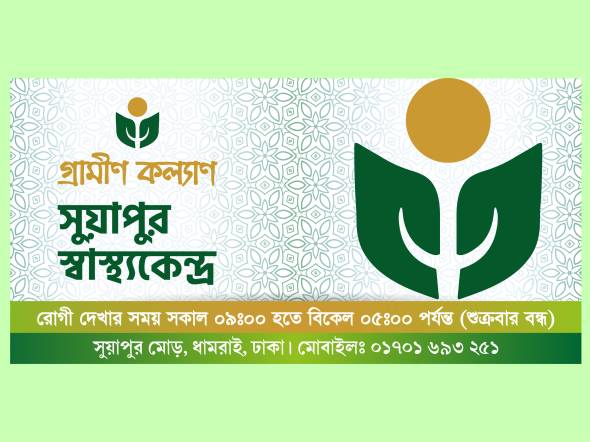 গ্রামীণ কল্যাণ
সুয়াপুর
স্বাস্থ্যকেন্দ্র
রোগী দেখার সময় সকাল ০৯ঃ০০ হতে বিকেল ০৫ঃ০০ পর্যন্ত (শুক্রবার বন্ধ)
সুয়াপুর মোড়, ধামরাই, ঢাকা। মোবাইলঃ ০১৭০১ ৬৯৩ ২৫১